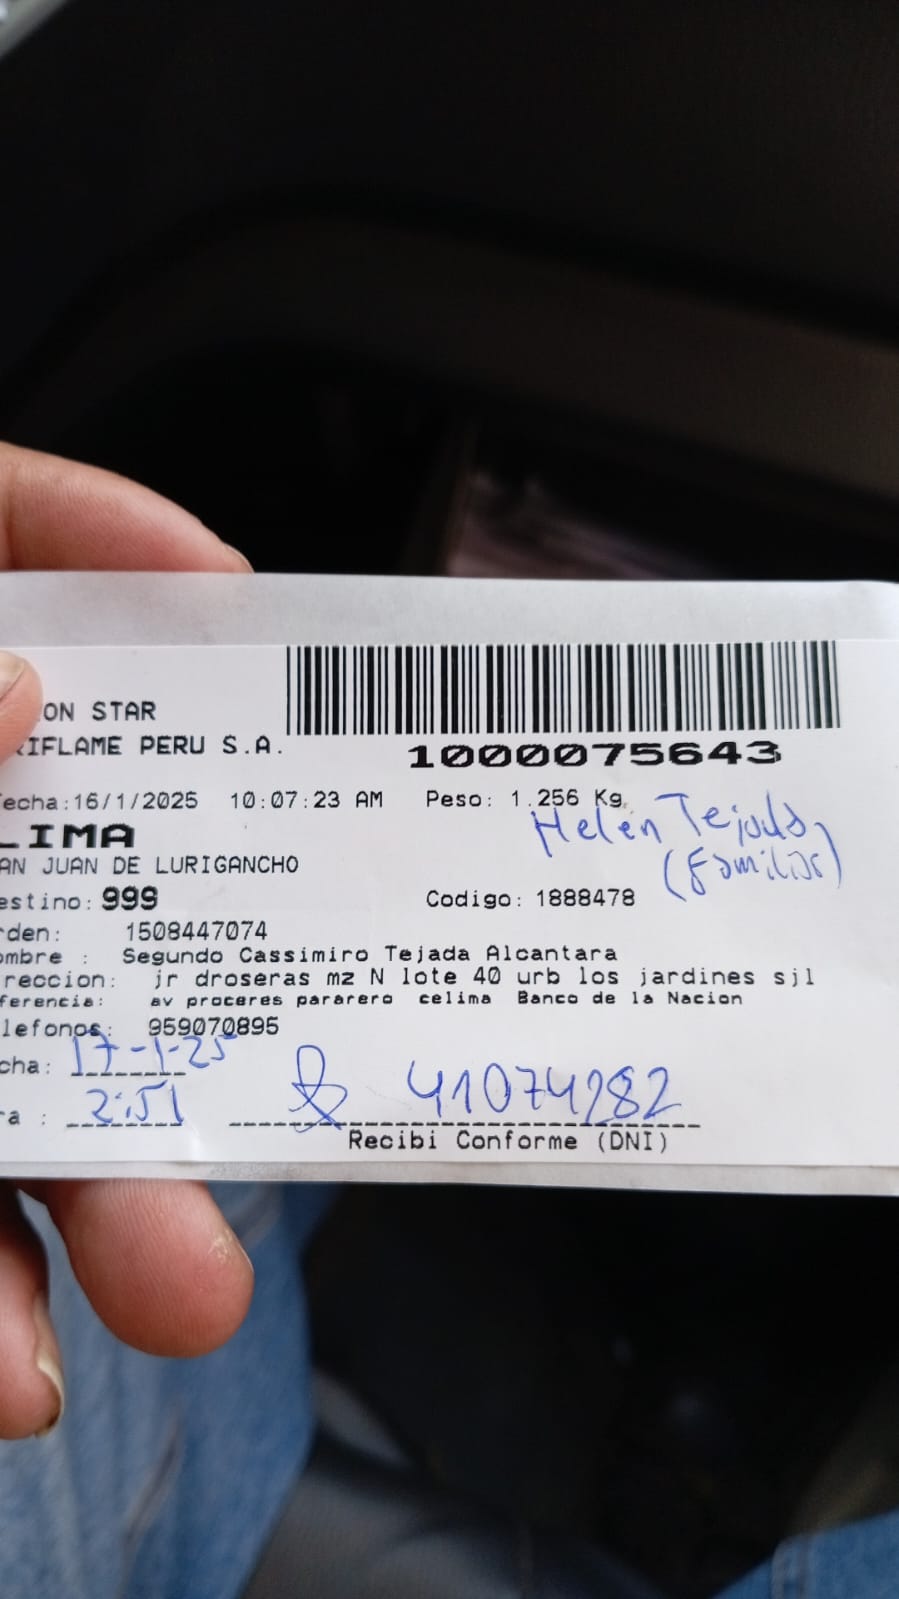 ON STAR
RIFLAME PERU S.A.
1000075643
echa:16/1/2025 10:07:23 AM Peso: 1.256 Kg.
LIMA
Helen Tejada
(Familiar)
AN JUAN DE LURIGANCHO
estino: 999 Codigo: 1888478
rden: 1508447074
ombre : Segundo Cassimiro Tejada Alcantara
reccion: jr droseras mz N lote 40 urb los jardines sjl
ferencia: av proceres pararero celima Banco de la Nacion
lefonos: 959070895
cha: 17-1-25
ra : 2:51 41074282
Recibi Conforme (DNI)